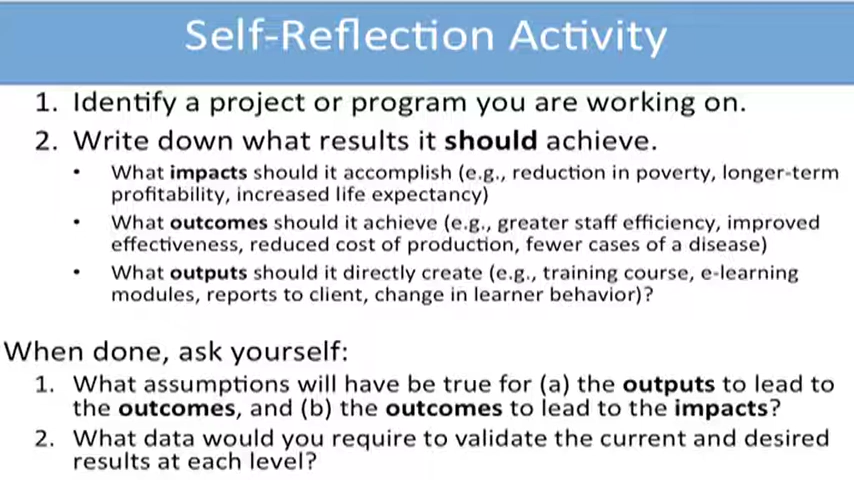 Self-Reflection Activity
1. Identify a project or program you are working on.
2. Write down what results it should achieve.
• What impacts should it accomplish (e.g., reduction in poverty, longer-term
profitability, increased life expectancy)
• What outcomes should it achieve (e.g., greater staff efficiency, improved
effectiveness, reduced cost of production, fewer cases of a disease)
• What outputs should it directly create (e.g., training course, e-learning
modules, reports to client, change in learner behavior)?
When done, ask yourself:
1. What assumptions will have be true for (a) the outputs to lead to
the outcomes, and (b) the outcomes to lead to the impacts?
2. What data would you require to validate the current and desired
results at each level?